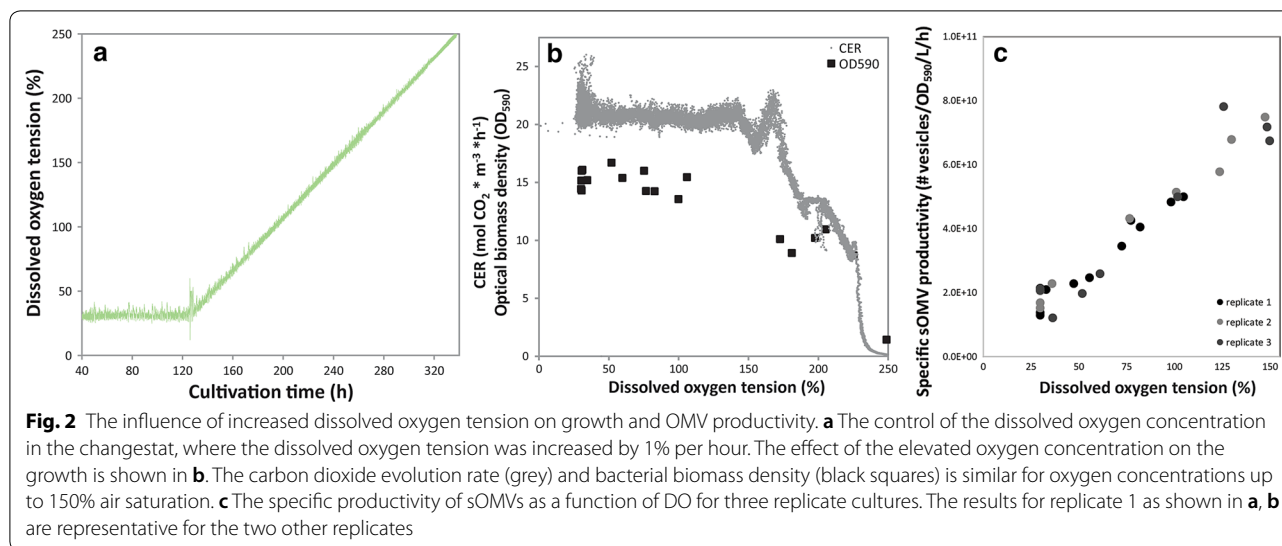 a
Dissolved oxygen tension (%)
250
200
150
100
50
0
40 80 120 160 200 240 280 320
Cultivation time (h)
b
CER
OD590
CER (mol CO₂ * m⁻³ *h⁻¹)
Optical biomass density (OD₅₉₀)
30
25
20
15
10
5
0
0 50 100 150 200 250
Dissolved oxygen tension (%)
c
Specific sOMV productivity (# vesicles/OD₅₉₀/L/h)
1.0E+11
8.0E+10
6.0E+10
4.0E+10
2.0E+10
0.0E+00
replicate 1
replicate 2
replicate 3
0 25 50 75 100 125 150
Dissolved oxygen tension (%)
Fig. 2 The influence of increased dissolved oxygen tension on growth and OMV productivity. a The control of the dissolved oxygen concentration
in the changestat, where the dissolved oxygen tension was increased by 1% per hour. The effect of the elevated oxygen concentration on the
growth is shown in b. The carbon dioxide evolution rate (grey) and bacterial biomass density (black squares) is similar for oxygen concentrations up
to 150% air saturation. c The specific productivity of sOMVs as a function of DO for three replicate cultures. The results for replicate 1 as shown in a, b
are representative for the two other replicates